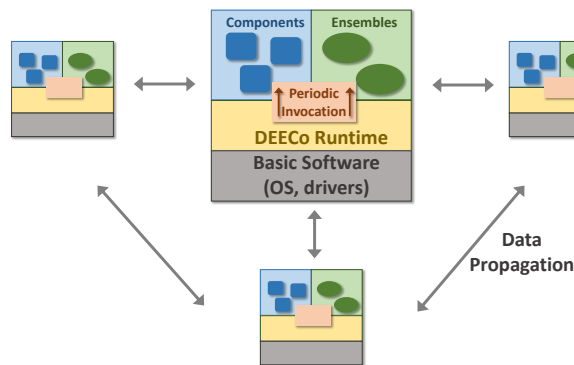 Components
Ensembles
Periodic
Invocation
DEECo Runtime
Basic Software
(OS, drivers)
Data
Propagation